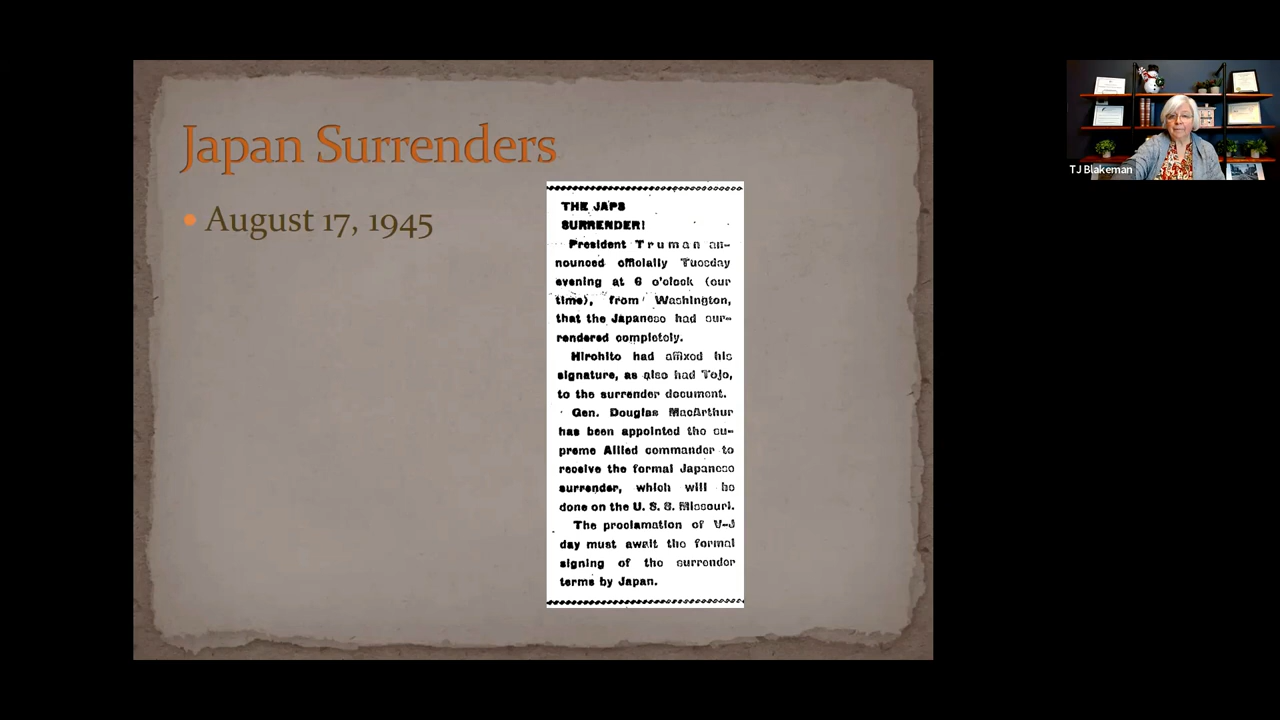 Japan Surrenders
• August 17, 1945
THE JAPS
SURRENDER!
President Truman an-
nounced officially Tuesday
evening at 6 o'clock (our
time), from Washington,
that the Japanese had sur-
rendered completely.
Hirohito had affixed his
signature, as also had Tojo,
to the surrender document.
Gen. Douglas MacArthur
has been appointed the su-
preme Allied commander to
receive the formal Japanese
surrender, which will be
done on the U. S. S. Missouri.
The proclamation of V-J
day must await the formal
signing of the surrender
terms by Japan.
TJ Blakeman